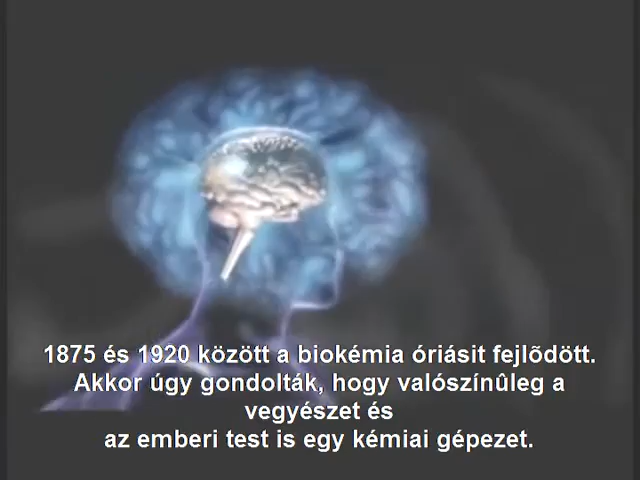 1875 és 1920 között a biokémia óriásit fejlõdött.
Akkor úgy gondolták, hogy valószínûleg a
vegyészet és
az emberi test is egy kémiai gépezet.